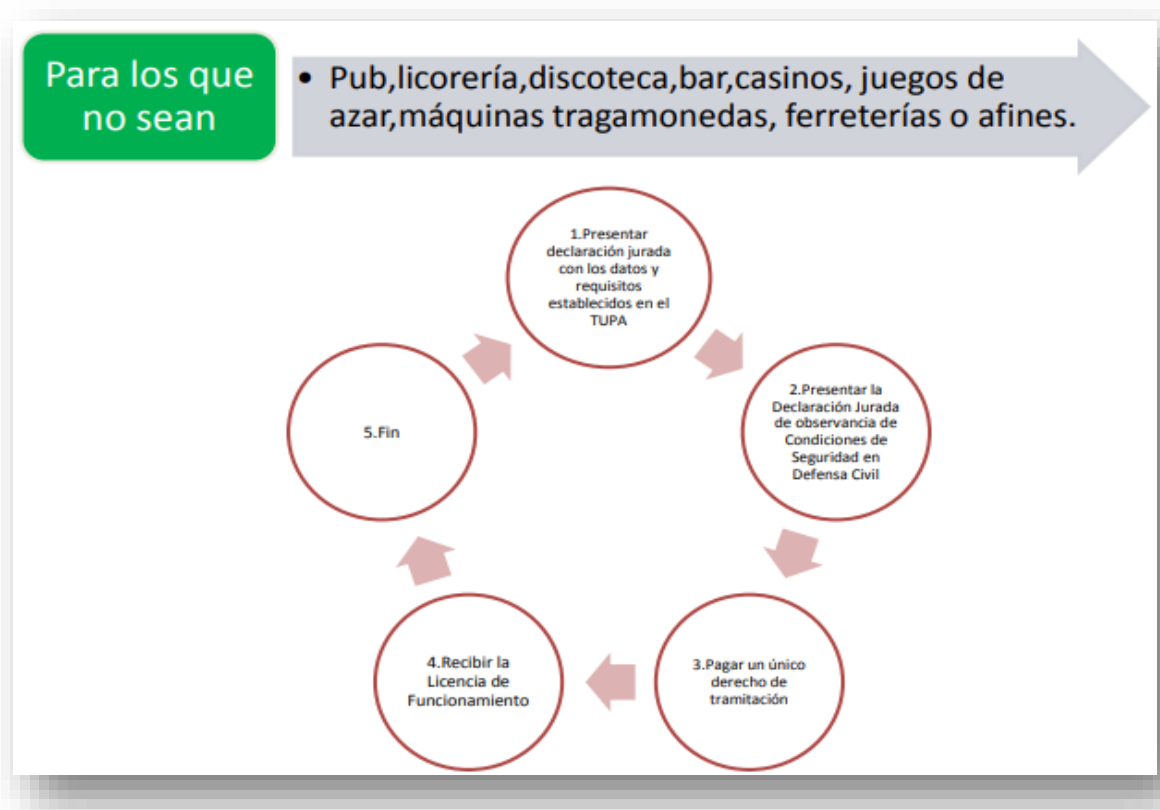 Para los que
no sean
• Pub,licorería,discoteca,bar,casinos, juegos de
azar,máquinas tragamonedas, ferreterías o afines.
1.Presentar
declaración jurada
con los datos y
requisitos
establecidos en el
TUPA
2.Presentar la
Declaración Jurada
de observancia de
Condiciones de
Seguridad en
Defensa Civil
3.Pagar un único
derecho de
tramitación
4.Recibir la
Licencia de
Funcionamiento
5.Fin